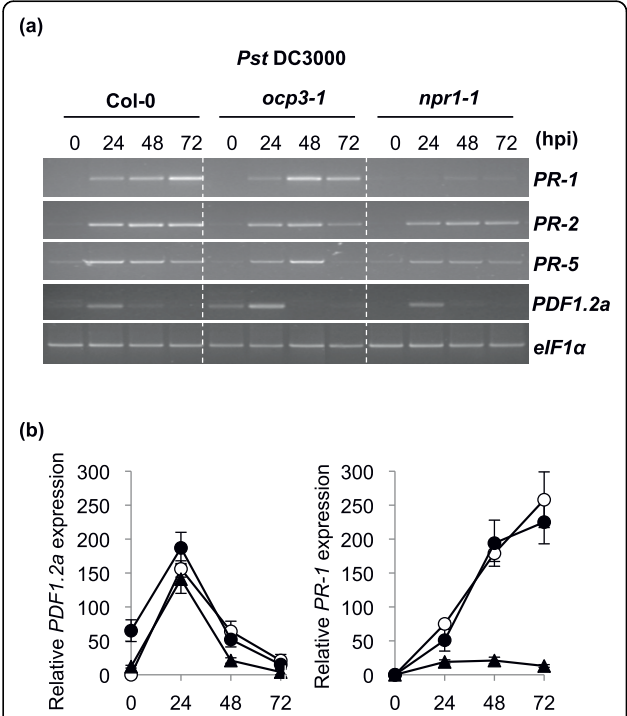 (a)
Pst DC3000
Col-0 ocp3-1 npr1-1
0 24 48 72 0 24 48 72 0 24 48 72 (hpi)
PR-1
PR-2
PR-5
PDF1.2a
eIF1α
(b)
Relative PDF1.2a expression
300
250
200
150
100
50
0
0 24 48 72
Relative PR-1 expression
300
250
200
150
100
50
0
0 24 48 72